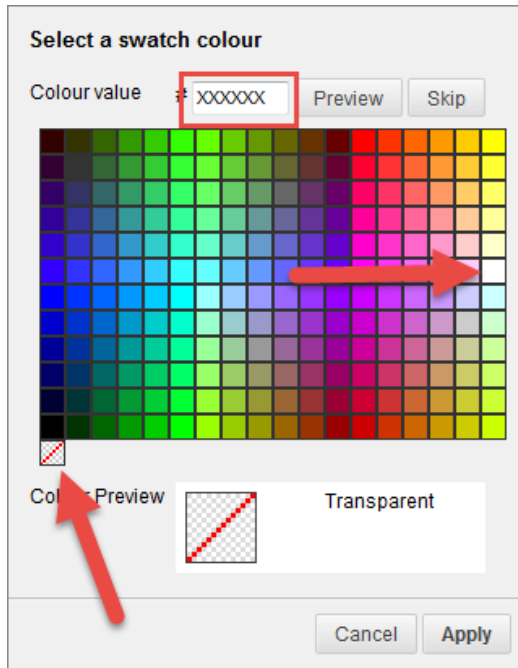 Select a swatch colour
Colour value # XXXXXX Preview Skip
Preview Transparent
Cancel Apply